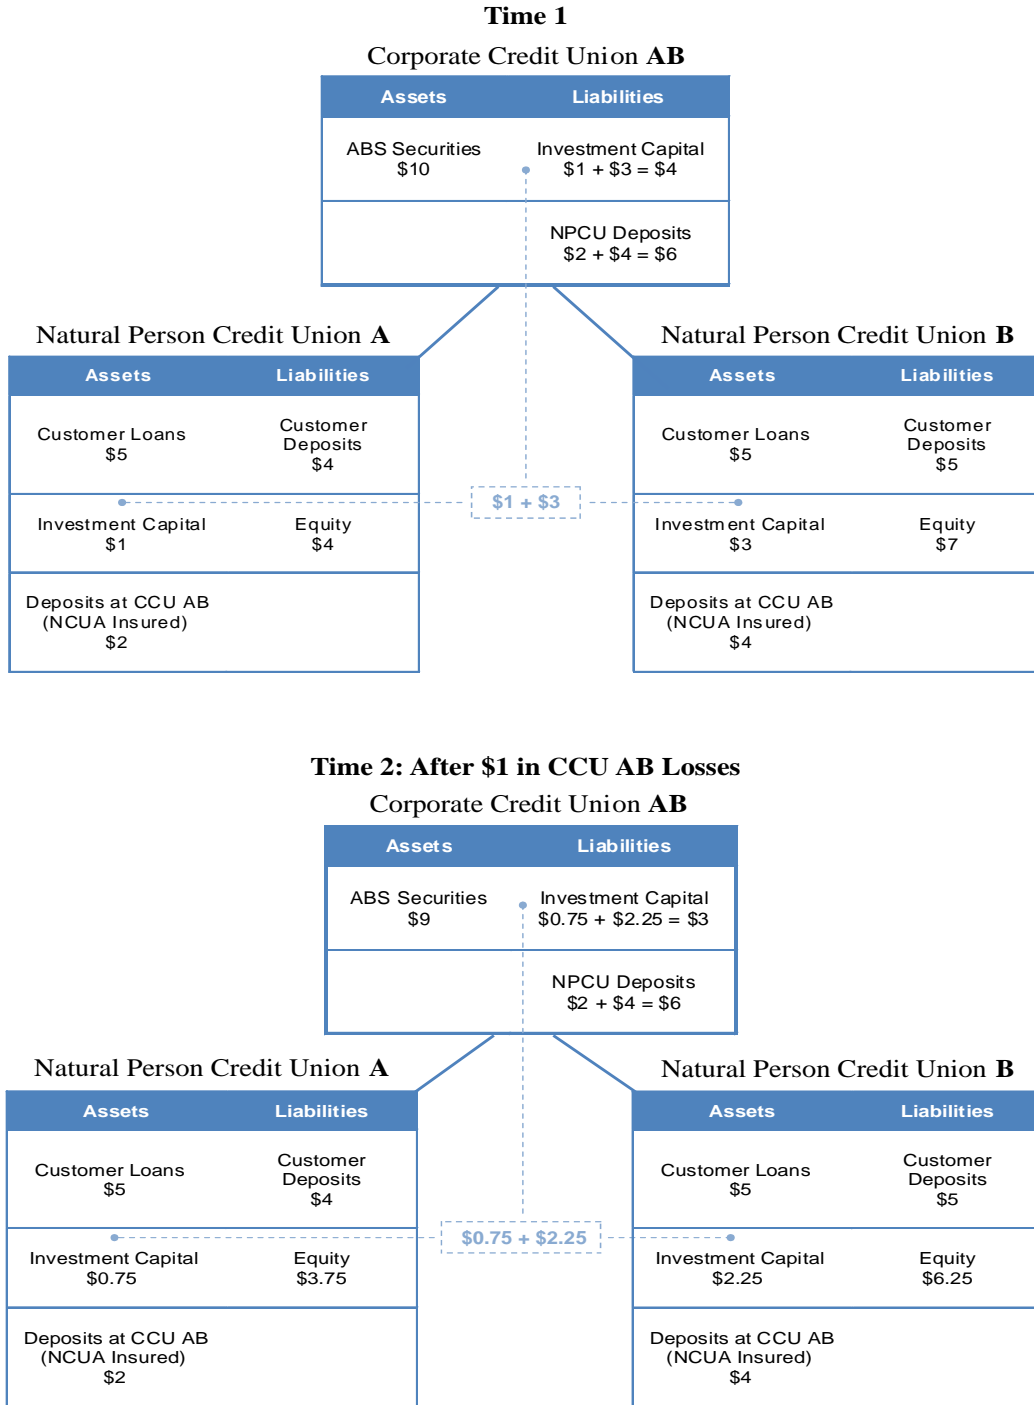 Time 1
Corporate Credit Union AB
Assets Liabilities
ABS Securities Investment Capital
$10 $1 + $3 = $4
NPCU Deposits
$2 + $4 = $6
Natural Person Credit Union A
Assets Liabilities
Customer Loans
$5
Customer
Deposits
$4
Investment Capital Equity
$1 $4
Deposits at CCU AB
(NCUA Insured)
$2
$1 + $3
Natural Person Credit Union B
Assets Liabilities
Customer Loans
$5
Customer
Deposits
$5
Investment Capital Equity
$3 $7
Deposits at CCU AB
(NCUA Insured)
$4
Time 2: After $1 in CCU AB Losses
Corporate Credit Union AB
Assets Liabilities
ABS Securities Investment Capital
$9 $0.75 + $2.25 = $3
NPCU Deposits
$2 + $4 = $6
Natural Person Credit Union A
Assets Liabilities
Customer Loans
$5
Customer
Deposits
$4
Investment Capital Equity
$0.75 $3.75
Deposits at CCU AB
(NCUA Insured)
$2
$0.75 + $2.25
Natural Person Credit Union B
Assets Liabilities
Customer Loans
$5
Customer
Deposits
$5
Investment Capital Equity
$2.25 $6.25
Deposits at CCU AB
(NCUA Insured)
$4